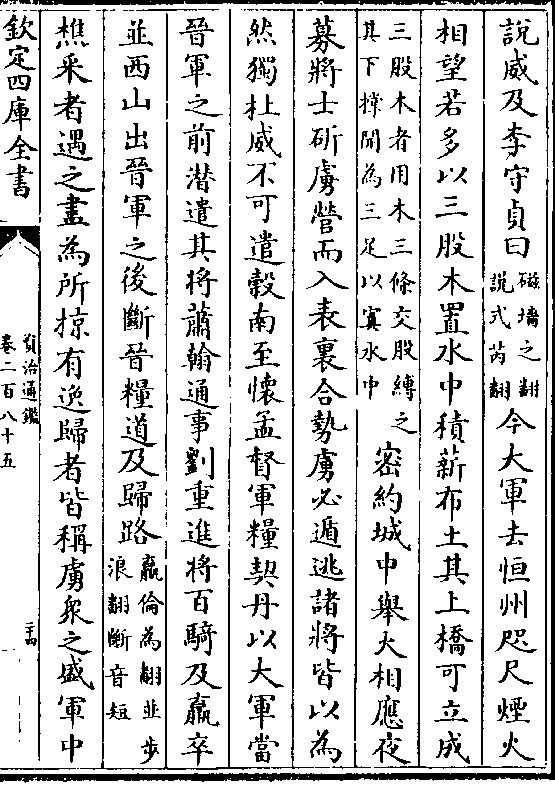 說威及李守貞曰磁墻之翻說式芮翻今大軍去恒州咫尺煙火
相望若多以三股木置水中積薪布土其上橋可立成
三股木者用木三條交股縛之其下撑開為三足以寘水中密約城中舉火相應夜
募將士斫虜營而入表裏合勢虜必遁逃諸將皆以為
然獨杜威不可遣穀南至懷孟督軍糧契丹以大軍當
晉軍之前潛遣其將蕭翰通事劉重進將百騎及羸卒
並西山出晉軍之後斷晉糧道及歸路羸倫為翻並步浪翻斷音短
樵采者遇之盡為所掠有逸歸者皆稱虜衆之盛軍中
欽定四庫全書
資治通鑑
卷二百八十五
二十四